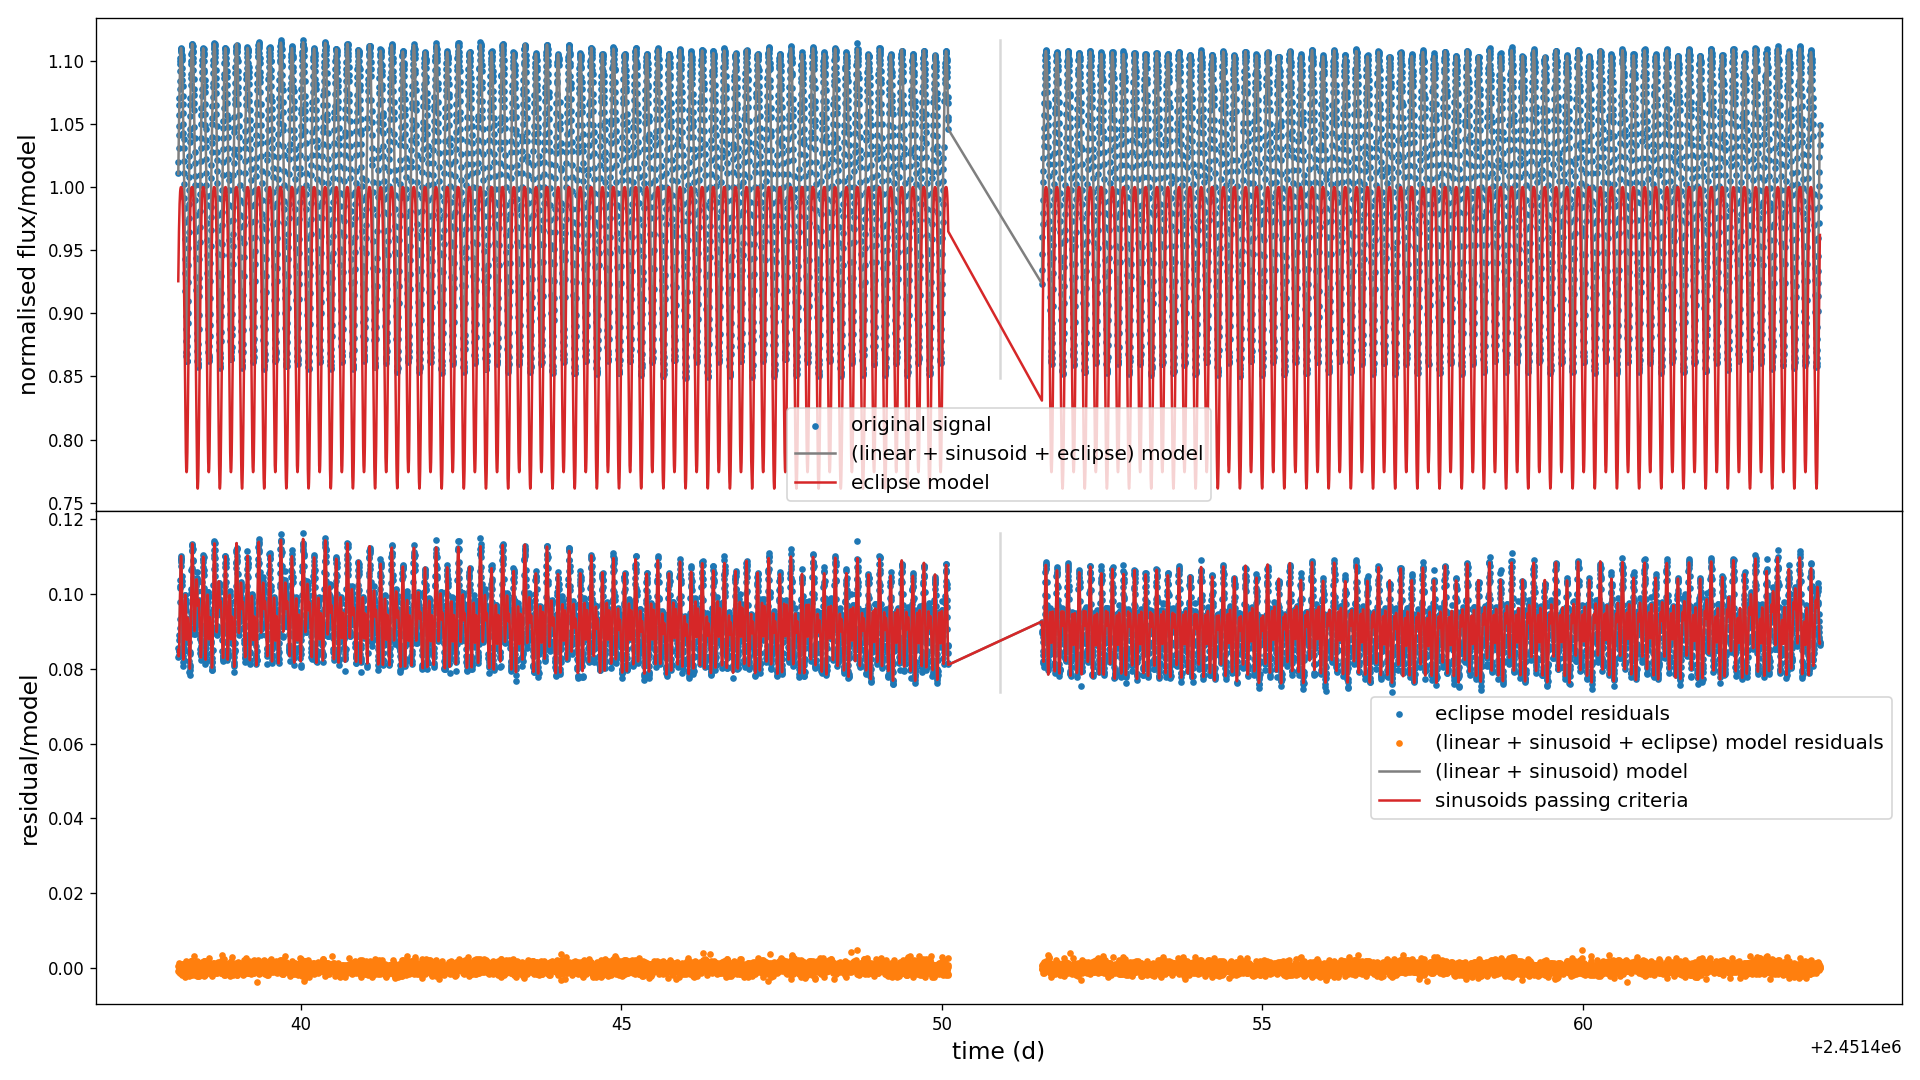 normalised flux/model
1.10
1.05
1.00
0.95
0.90
0.85
0.80
0.75
original signal
(linear + sinusoid + eclipse) model
eclipse model
residual/model
0.12
0.10
0.08
0.06
0.04
0.02
0.00
eclipse model residuals
(linear + sinusoid + eclipse) model residuals
(linear + sinusoid) model
sinusoids passing criteria
40
45
50
55
60
time (d)
+2.4514e6